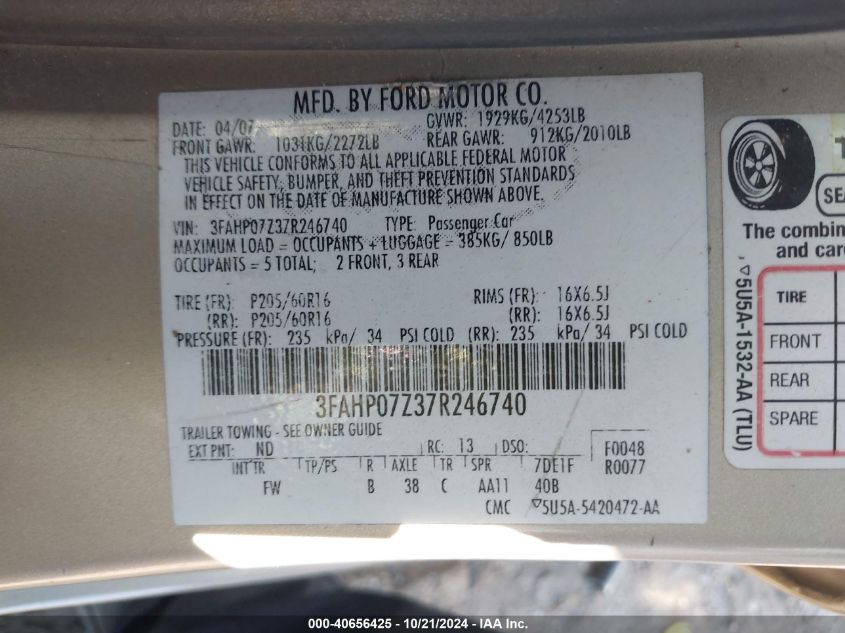 MFD. BY FORD MOTOR CO.
DATE: 04/07 GVWR: 1929KG/4253LB
FRONT GAWR: 1031KG/2272LB REAR GAWR: 912KG/2010LB
THIS VEHICLE CONFORMS TO ALL APPLICABLE FEDERAL MOTOR
VEHICLE SAFETY, BUMPER, AND THEFT PREVENTION STANDARDS
IN EFFECT ON THE DATE OF MANUFACTURE SHOWN ABOVE.
VIN: 3FAHP07Z37R246740 TYPE: Passenger Car
MAXIMUM LOAD = OCCUPANTS + LUGGAGE = 385KG/ 850LB
OCCUPANTS = 5 TOTAL; 2 FRONT, 3 REAR
TIRE (FR): P205/60R16 RIMS (FR): 16X6.5J
(RR): P205/60R16 (RR): 16X6.5J
PRESSURE (FR): 235 kPa/ 34 PSI COLD (RR): 235 kPa/ 34 PSI COLD
3FAHP07Z37R246740
TRAILER TOWING - SEE OWNER GUIDE
EXT PNT: ND RC: 13 DSO: F0048
INT TR TP/PS R AXLE TR SPR 7DE1F R0077
FW B 38 C AA11 40B
CMC ▽5U5A-5420472-AA
SEA
The combin
and carg
TIRE
FRONT
REAR
SPARE
▽5U5A-1532-AA (TLU)
000-40656425 - 10/21/2024 - IAA Inc.